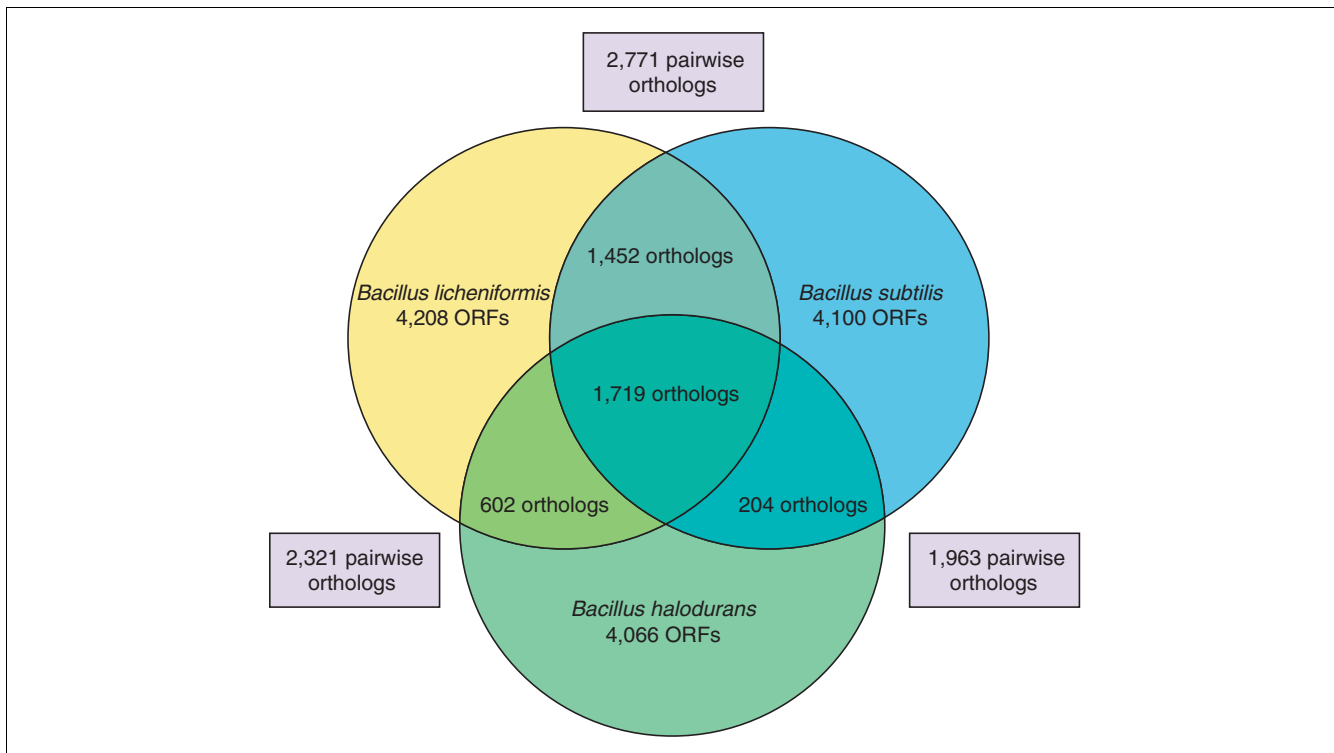 2,771 pairwise
orthologs
1,452 orthologs
Bacillus licheniformis
4,208 ORFs
Bacillus subtilis
4,100 ORFs
1,719 orthologs
602 orthologs
204 orthologs
2,321 pairwise
orthologs
1,963 pairwise
orthologs
Bacillus halodurans
4,066 ORFs